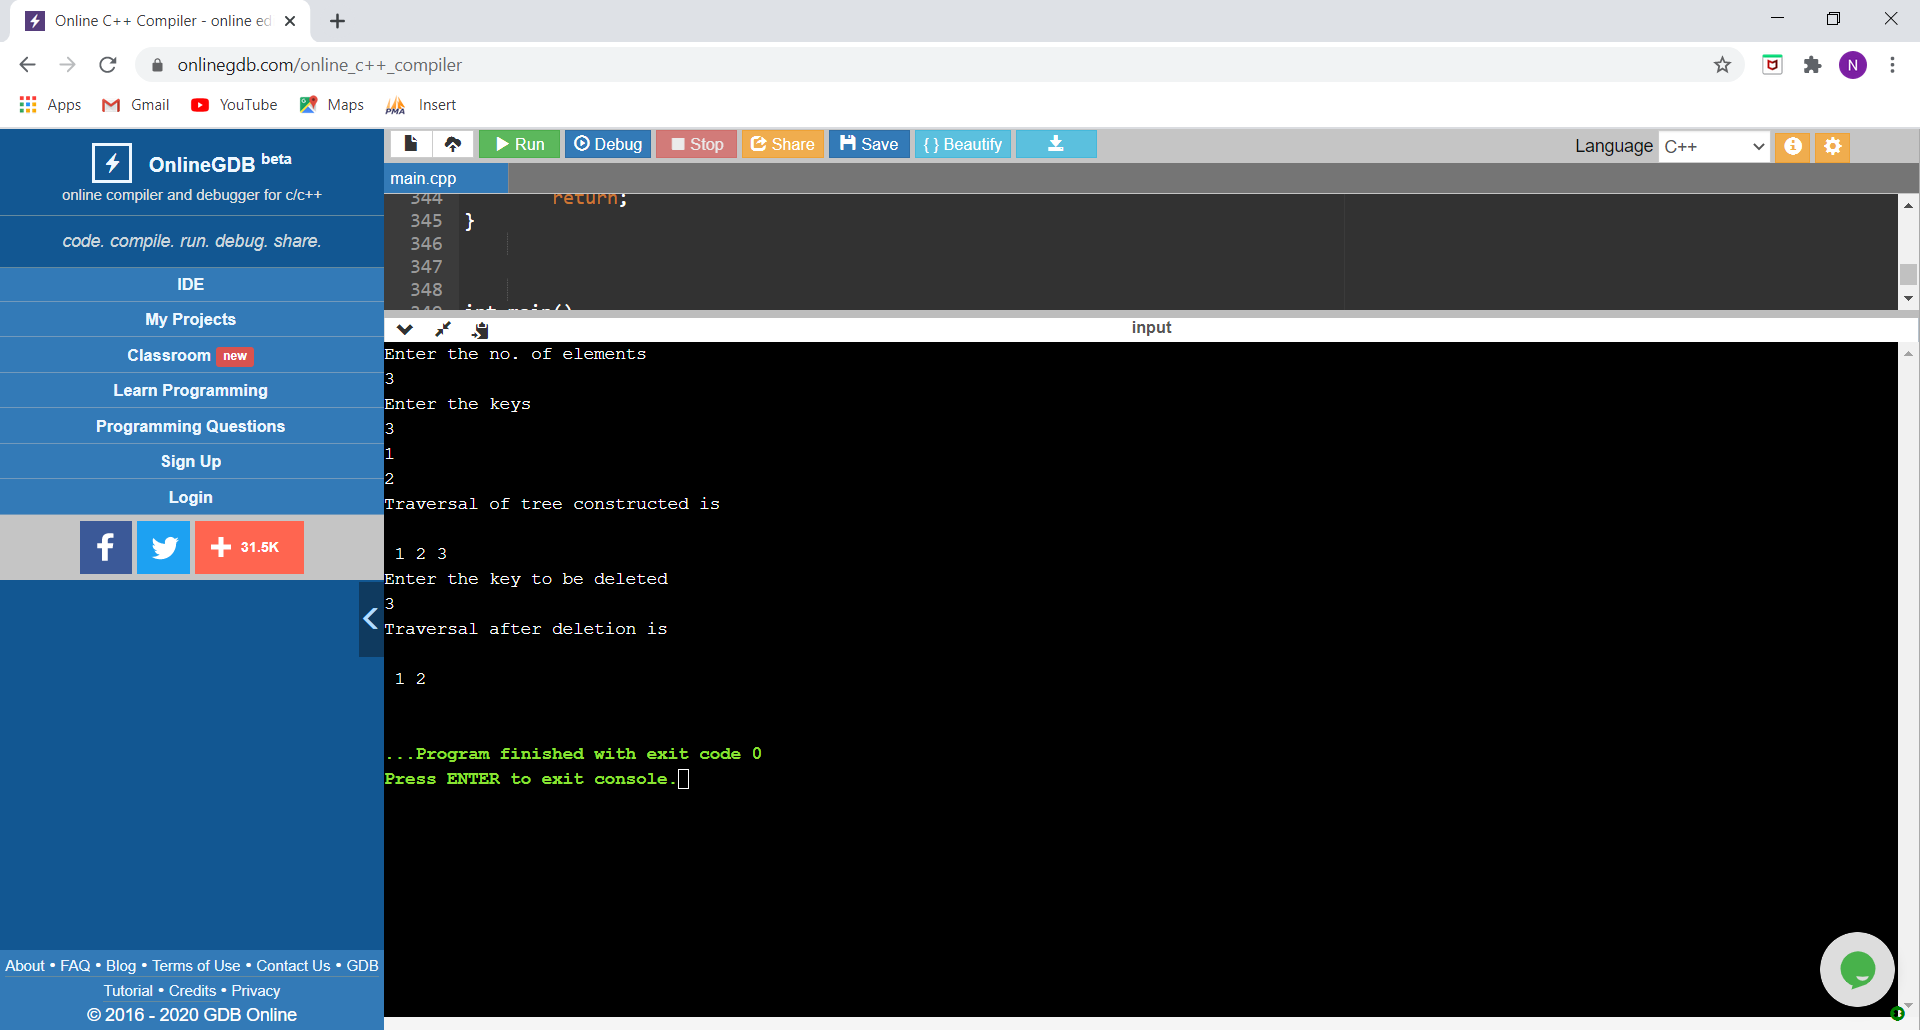 Online C++ Compiler - online ed
onlinegdb.com/online_c++_compiler
N
Apps
Gmail
YouTube
Maps
PMA
Insert
OnlineGDB beta
online compiler and debugger for c/c++
code. compile. run. debug. share.
IDE
My Projects
Classroom new
Learn Programming
Programming Questions
Sign Up
Login
f
31.5K
About • FAQ • Blog • Terms of Use • Contact Us • GDB
Tutorial • Credits • Privacy
© 2016 - 2020 GDB Online
Run
Debug
Stop
Share
Save
{ } Beautify
Language C++
main.cpp
344 return;
345 }
346
347
348
349 int main()
input
Enter the no. of elements
3
Enter the keys
3
1
2
Traversal of tree constructed is
1 2 3
Enter the key to be deleted
3
Traversal after deletion is
1 2
...Program finished with exit code 0
Press ENTER to exit console.